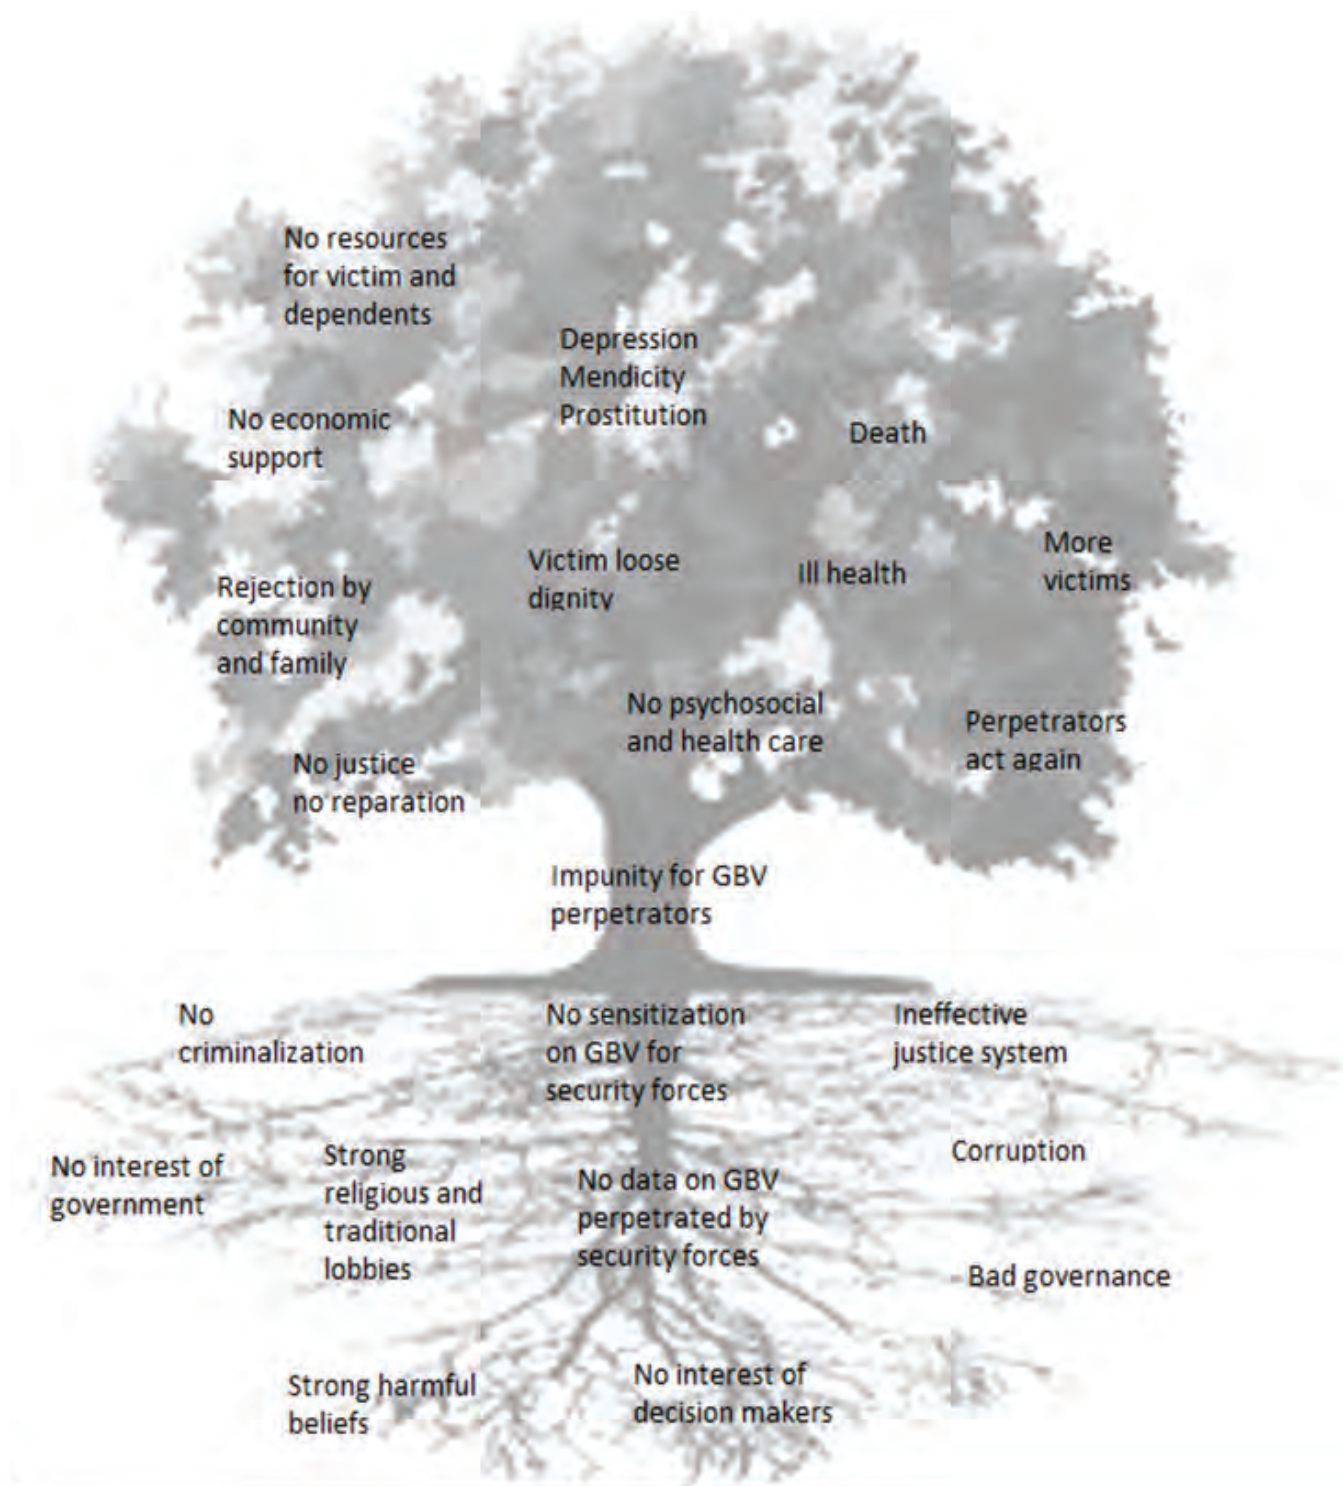 No resources
for victim and
dependents
Depression
Mendicity
Prostitution
No economic
support
Death
More
victims
Victim loose
dignity
Ill health
Rejection by
community
and family
No psychosocial
and health care
Perpetrators
act again
No justice
no reparation
Impunity for GBV
perpetrators
No
criminalization
No sensitization
on GBV for
security forces
Ineffective
justice system
No interest of
government
Strong
religious and
traditional
lobbies
No data on GBV
perpetrated by
security forces
Corruption
Bad governance
Strong harmful
beliefs
No interest of
decision makers